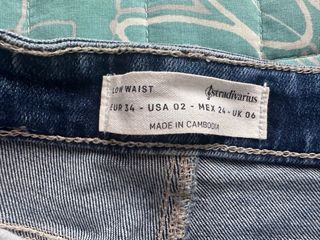 LOW WAIST stradivarius
EUR 34 - USA 02 - MEX 24 - UK 06
MADE IN CAMBODIA